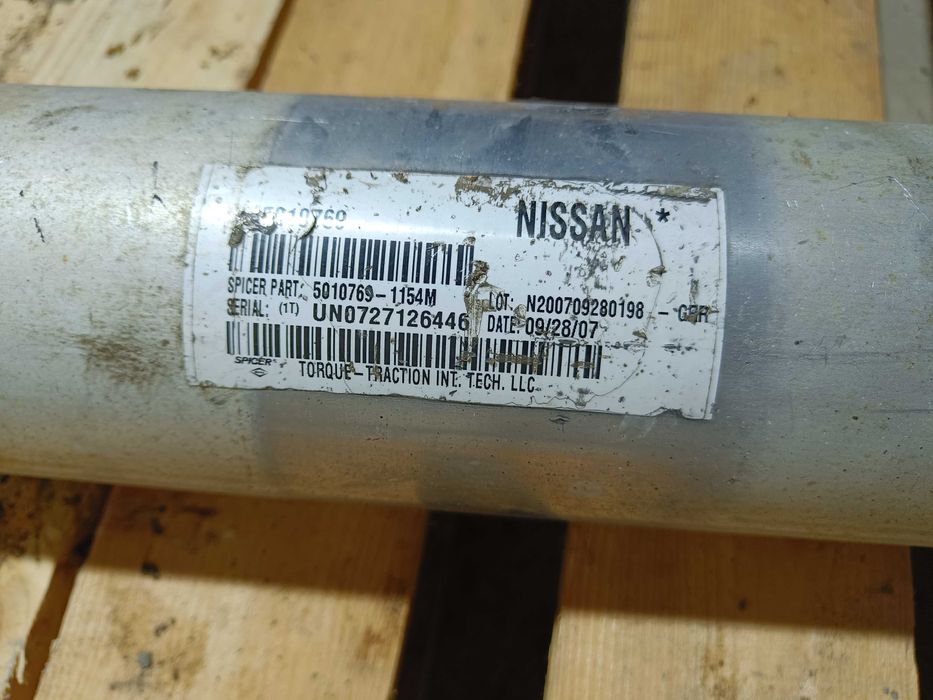 5010769 NISSAN *
SPICER PART: 5010769-1154M LOT: N200709280198
SERIAL: (1T) UN0727126446 DATE: 09/28/07
SPICER
TORQUE-TRACTION INT. TECH. LLC